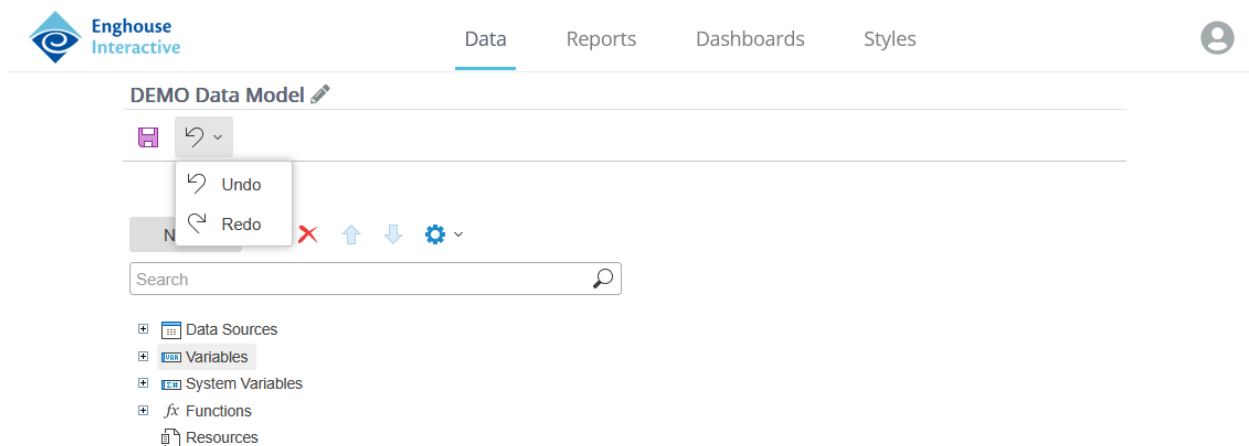 Enghouse
Interactive
Data Reports Dashboards Styles
DEMO Data Model
Undo
Redo
Search
Data Sources
Variables
System Variables
fx Functions
Resources